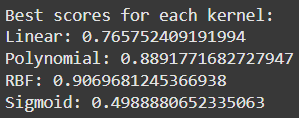 Best scores for each kernel:
Linear: 0.765752409191994
Polynomial: 0.8891771682727947
RBF: 0.9069681245366938
Sigmoid: 0.4988880652335063